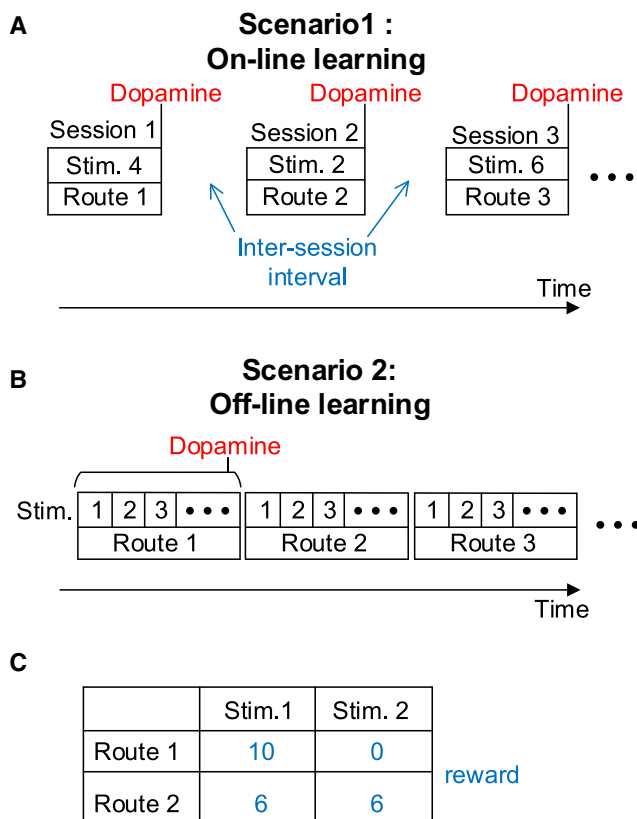 A
Scenario1 :
On-line learning
Dopamine Dopamine Dopamine
Session 1 Session 2 Session 3
Stim. 4 Stim. 2 Stim. 6
Route 1 Route 2 Route 3
Inter-session
interval
Time
B
Scenario 2:
Off-line learning
Dopamine
Stim. 1 2 3 ••• 1 2 3 ••• 1 2 3 •••
Route 1 Route 2 Route 3 •••
Time
C
Stim.1 Stim. 2
Route 1 10 0
reward
Route 2 6 6